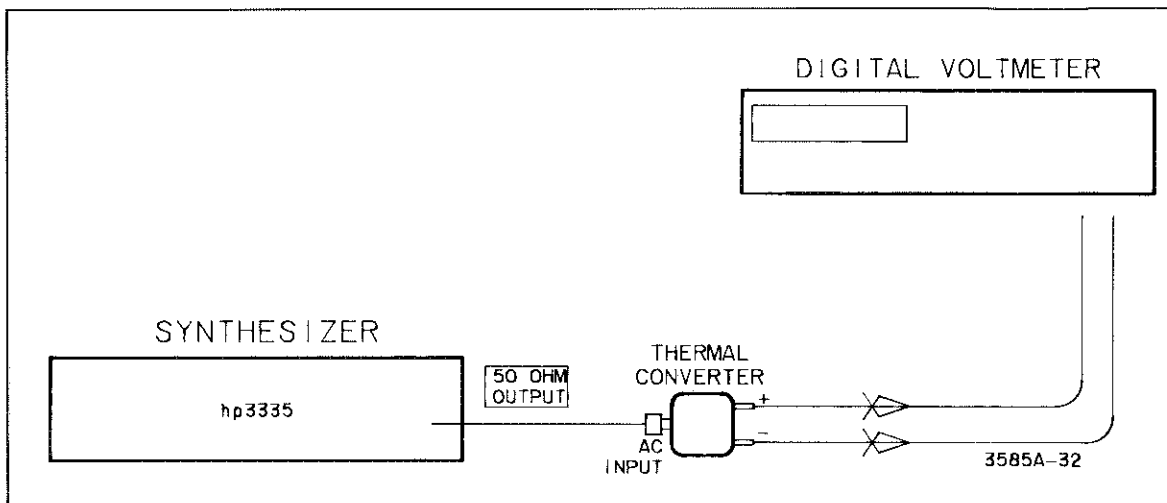 DIGITAL VOLTMETER
SYNTHESIZER
hp3335
50 OHM
OUTPUT
THERMAL
CONVERTER
+
-
AC
INPUT
3585A-32